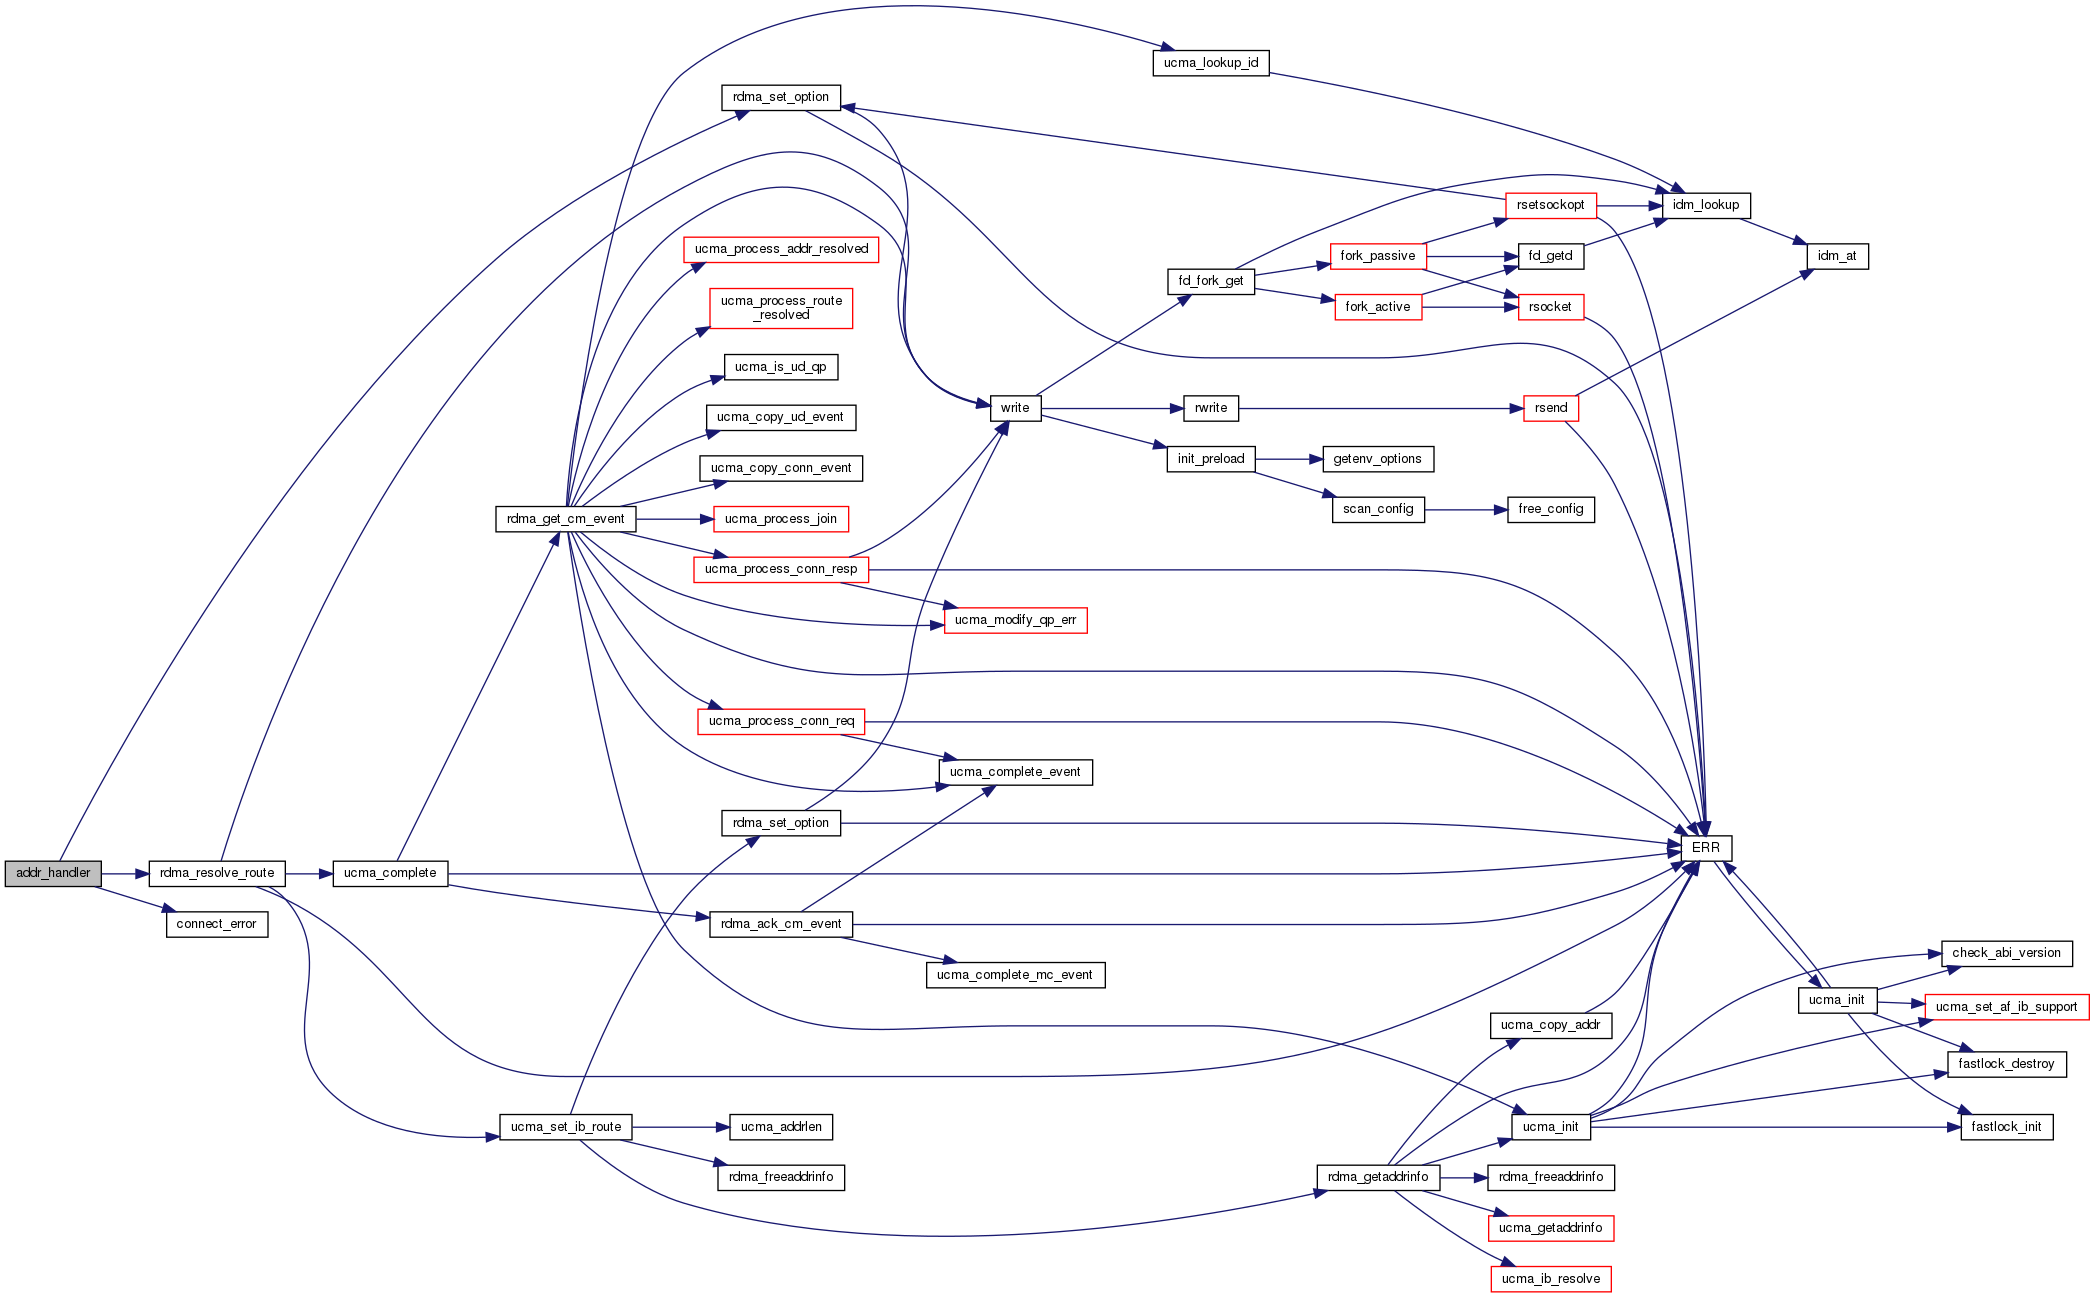 ucma_lookup_id
rdma_set_option
rsetsockopt
idm_lookup
ucma_process_addr_resolved
fork_passive
fd_getd
idm_at
fd_fork_get
ucma_process_route
_resolved
fork_active
rsocket
ucma_is_ud_qp
write
rwrite
rsend
ucma_copy_ud_event
init_preload
getenv_options
ucma_copy_conn_event
scan_config
free_config
rdma_get_cm_event
ucma_process_join
ucma_process_conn_resp
ucma_modify_qp_err
ucma_process_conn_req
ucma_complete_event
rdma_set_option
ERR
addr_handler
rdma_resolve_route
ucma_complete
connect_error
rdma_ack_cm_event
check_abi_version
ucma_complete_mc_event
ucma_init
ucma_set_af_ib_support
ucma_copy_addr
fastlock_destroy
ucma_set_ib_route
ucma_addrlen
ucma_init
fastlock_init
rdma_freeaddrinfo
rdma_getaddrinfo
rdma_freeaddrinfo
ucma_getaddrinfo
ucma_ib_resolve